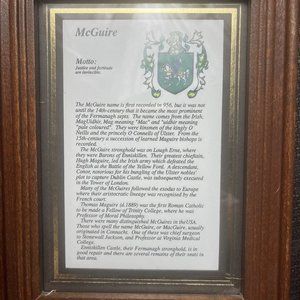 McGuire
Motto:
Justice and fortitude
are invincible.
The McGuire name is first recorded to 956, but it was not
until the 14th-century that it became the most prominent
of the Fermanagh septs. The name comes from the Irish,
MagUidhir, Mag meaning "Mac" and "uidhir meaning
"pale coloured". They were kinsmen of the kingly O
Neills and the princely O Connells of Ulster. From the
15th-century a succession of learned Maguire bishops is
recorded.
The McGuire stronghold was on Lough Erne, where
they were Barons of Enniskillen. Their greatest chieftain,
Hugh Maguire, led the Irish army which defeated the
English at the Battle of the Yellow Ford. A descendant,
Conor, notorious for his bungling of the Ulster nobles'
plot to capture Dublin Castle, was subsequently executed
in the Tower of London.
Many of the McGuires followed the exodus to Europe
where their aristocratic lineage was recognised by the
French court.
Thomas Maguire (d.1889) was the first Roman Catholic
to be made a Fellow of Trinity College, where he was
Professor of Moral Philosophy.
There were many distinguished McGuires in the USA.
Those who spell the name McGuire, or MacGuire, usually
originated in Connacht. One of these was chief surgeon
to Stonewall Jackson, and Professor at Virginia Medical
College.
Enniskillen Castle, their Fermanagh stronghold, is in
good repair and there are several remains of their seats in
that area.